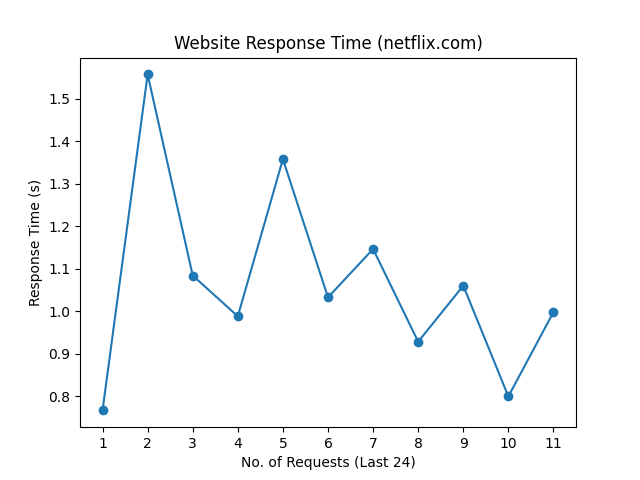 Website Response Time (netflix.com)
Response Time (s)
1.5
1.4
1.3
1.2
1.1
1.0
0.9
0.8
1 2 3 4 5 6 7 8 9 10 11
No. of Requests (Last 24)